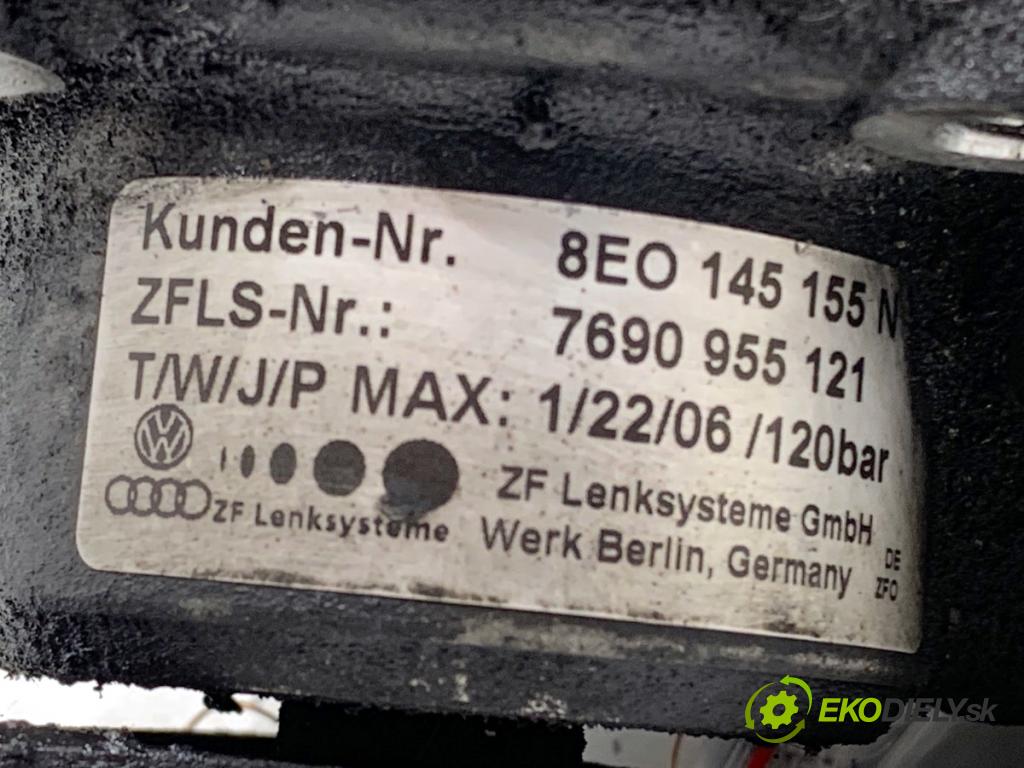 Kunden-Nr. 8EO 145 155 N
ZFLS-Nr.: 7690 955 121
T/W/J/P MAX: 1/22/06 /120bar
ZF Lenksysteme
ZF Lenksysteme GmbH
Werk Berlin, Germany
DE
ZFO
EKODIELY.sk